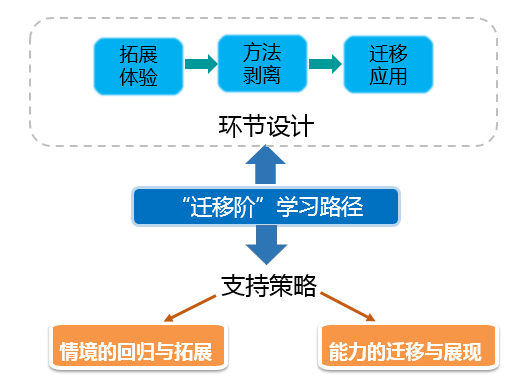 拓展
体验
方法
剥离
迁移
应用
环节设计
“迁移阶”学习路径
支持策略
情境的回归与拓展
能力的迁移与展现